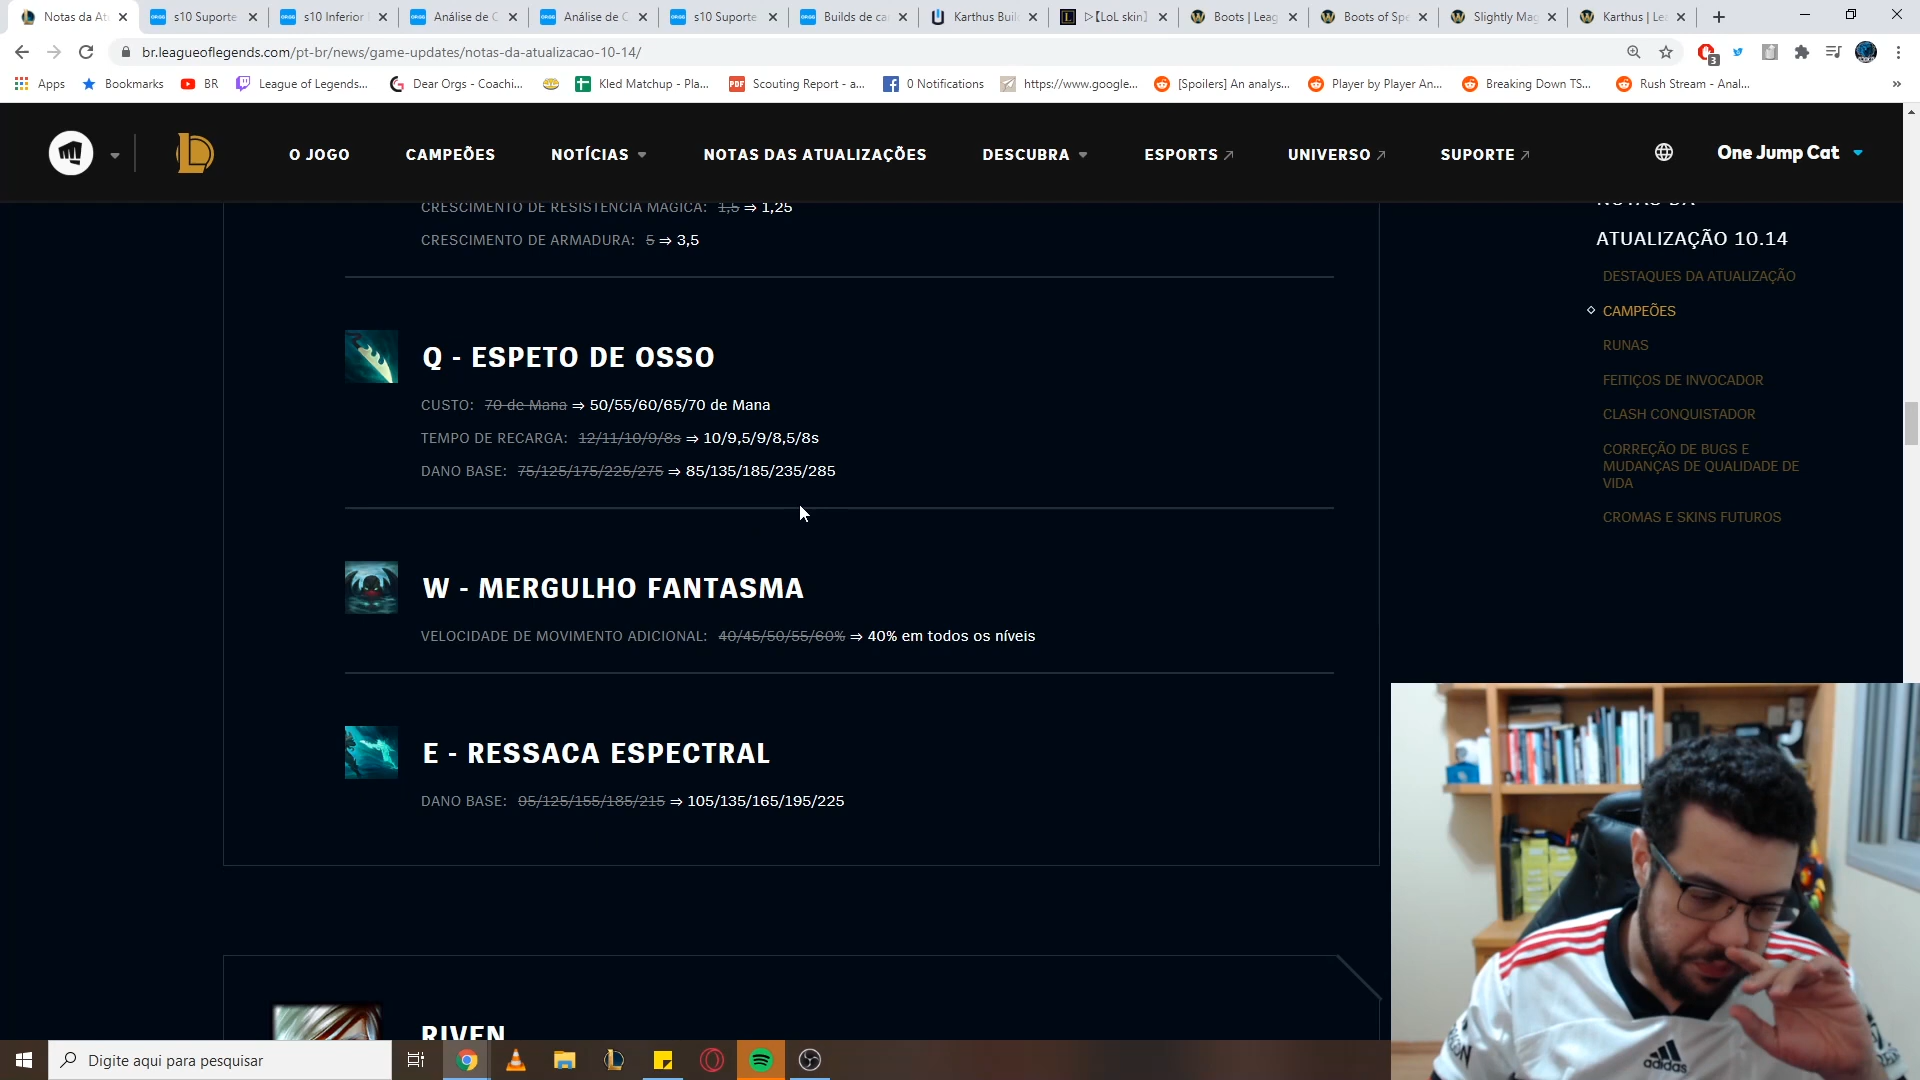 Notas da At
s10 Suporte
s10 Inferior
Análise de C
Análise de C
s10 Suporte
Builds de ca
Karthus Buil
▷【LoL skin】
Boots | Leag
Boots of Spe
Slightly Mag
Karthus | Le
br.leagueoflegends.com/pt-br/news/game-updates/notas-da-atualizacao-10-14/
3
Apps
Bookmarks
BR
League of Legends...
Dear Orgs - Coachi...
Kled Matchup - Pla...
Scouting Report - a...
0 Notifications
https://www.google...
[Spoilers] An analys...
Player by Player An...
Breaking Down TS...
Rush Stream - Anal...
O JOGO
CAMPEÕES
NOTÍCIAS
NOTAS DAS ATUALIZAÇÕES
DESCUBRA
ESPORTS
UNIVERSO
SUPORTE
One Jump Cat
CRESCIMENTO DE RESISTÊNCIA MÁGICA: 1,5 ⇒ 1,25
CRESCIMENTO DE ARMADURA: 5 ⇒ 3,5
Q - ESPETO DE OSSO
CUSTO: 70 de Mana ⇒ 50/55/60/65/70 de Mana
TEMPO DE RECARGA: 12/11/10/9/8s ⇒ 10/9,5/9/8,5/8s
DANO BASE: 75/125/175/225/275 ⇒ 85/135/185/235/285
W - MERGULHO FANTASMA
VELOCIDADE DE MOVIMENTO ADICIONAL: 40/45/50/55/60% ⇒ 40% em todos os níveis
E - RESSACA ESPECTRAL
DANO BASE: 95/125/155/185/215 ⇒ 105/135/165/195/225
RIVEN
NOTAS DA
ATUALIZAÇÃO 10.14
DESTAQUES DA ATUALIZAÇÃO
CAMPEÕES
RUNAS
FEITIÇOS DE INVOCADOR
CLASH CONQUISTADOR
CORREÇÃO DE BUGS E
MUDANÇAS DE QUALIDADE DE
VIDA
CROMAS E SKINS FUTUROS
adidas
Digite aqui para pesquisar